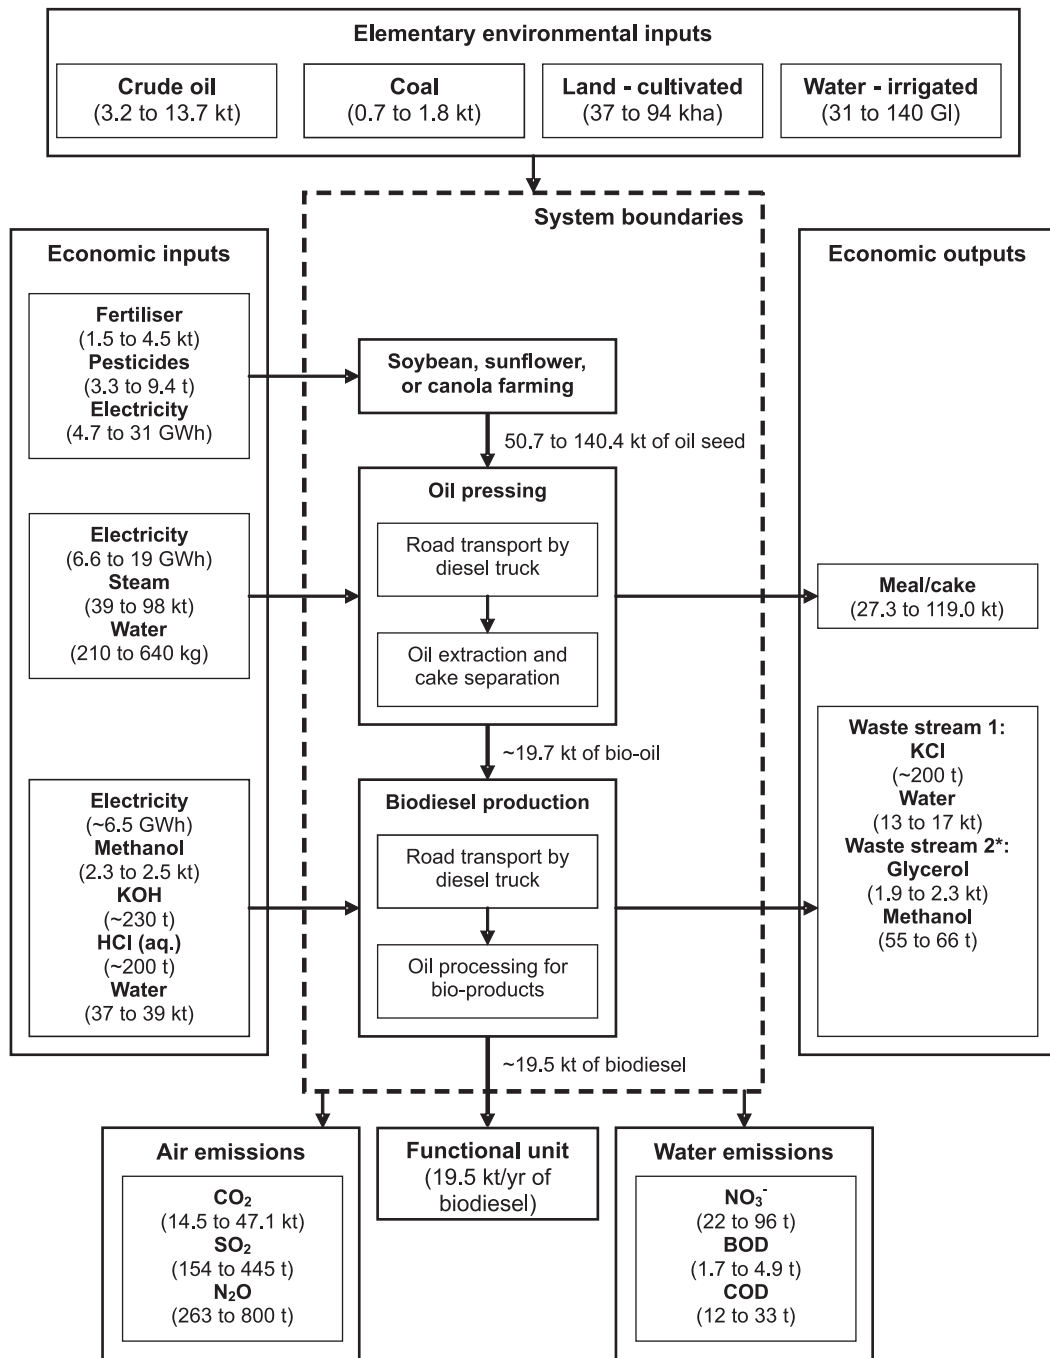 Elementary environmental inputs
Crude oil
(3.2 to 13.7 kt)
Coal
(0.7 to 1.8 kt)
Land - cultivated
(37 to 94 kha)
Water - irrigated
(31 to 140 Gl)
System boundaries
Economic inputs
Fertiliser
(1.5 to 4.5 kt)
Pesticides
(3.3 to 9.4 t)
Electricity
(4.7 to 31 GWh)
Electricity
(6.6 to 19 GWh)
Steam
(39 to 98 kt)
Water
(210 to 640 kg)
Electricity
(~6.5 GWh)
Methanol
(2.3 to 2.5 kt)
KOH
(~230 t)
HCl (aq.)
(~200 t)
Water
(37 to 39 kt)
Soybean, sunflower,
or canola farming
50.7 to 140.4 kt of oil seed
Oil pressing
Road transport by
diesel truck
Oil extraction and
cake separation
~19.7 kt of bio-oil
Biodiesel production
Road transport by
diesel truck
Oil processing for
bio-products
~19.5 kt of biodiesel
Economic outputs
Meal/cake
(27.3 to 119.0 kt)
Waste stream 1:
KCl
(~200 t)
Water
(13 to 17 kt)
Waste stream 2*:
Glycerol
(1.9 to 2.3 kt)
Methanol
(55 to 66 t)
Air emissions
CO₂
(14.5 to 47.1 kt)
SO₂
(154 to 445 t)
N₂O
(263 to 800 t)
Functional unit
(19.5 kt/yr of
biodiesel)
Water emissions
NO₃⁻
(22 to 96 t)
BOD
(1.7 to 4.9 t)
COD
(12 to 33 t)